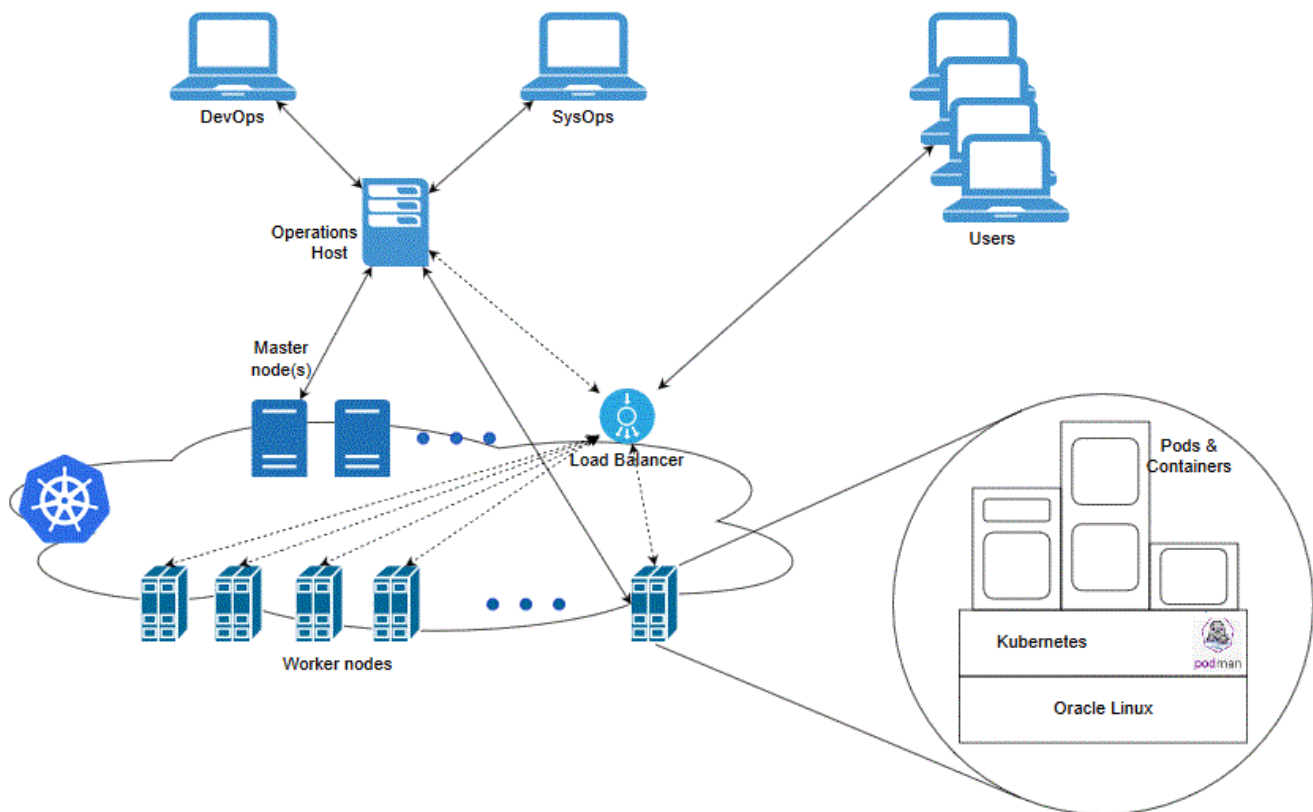 DevOps
SysOps
Users
Operations
Host
Master
node(s)
Load Balancer
Pods &
Containers
Kubernetes
podman
Oracle Linux
Worker nodes